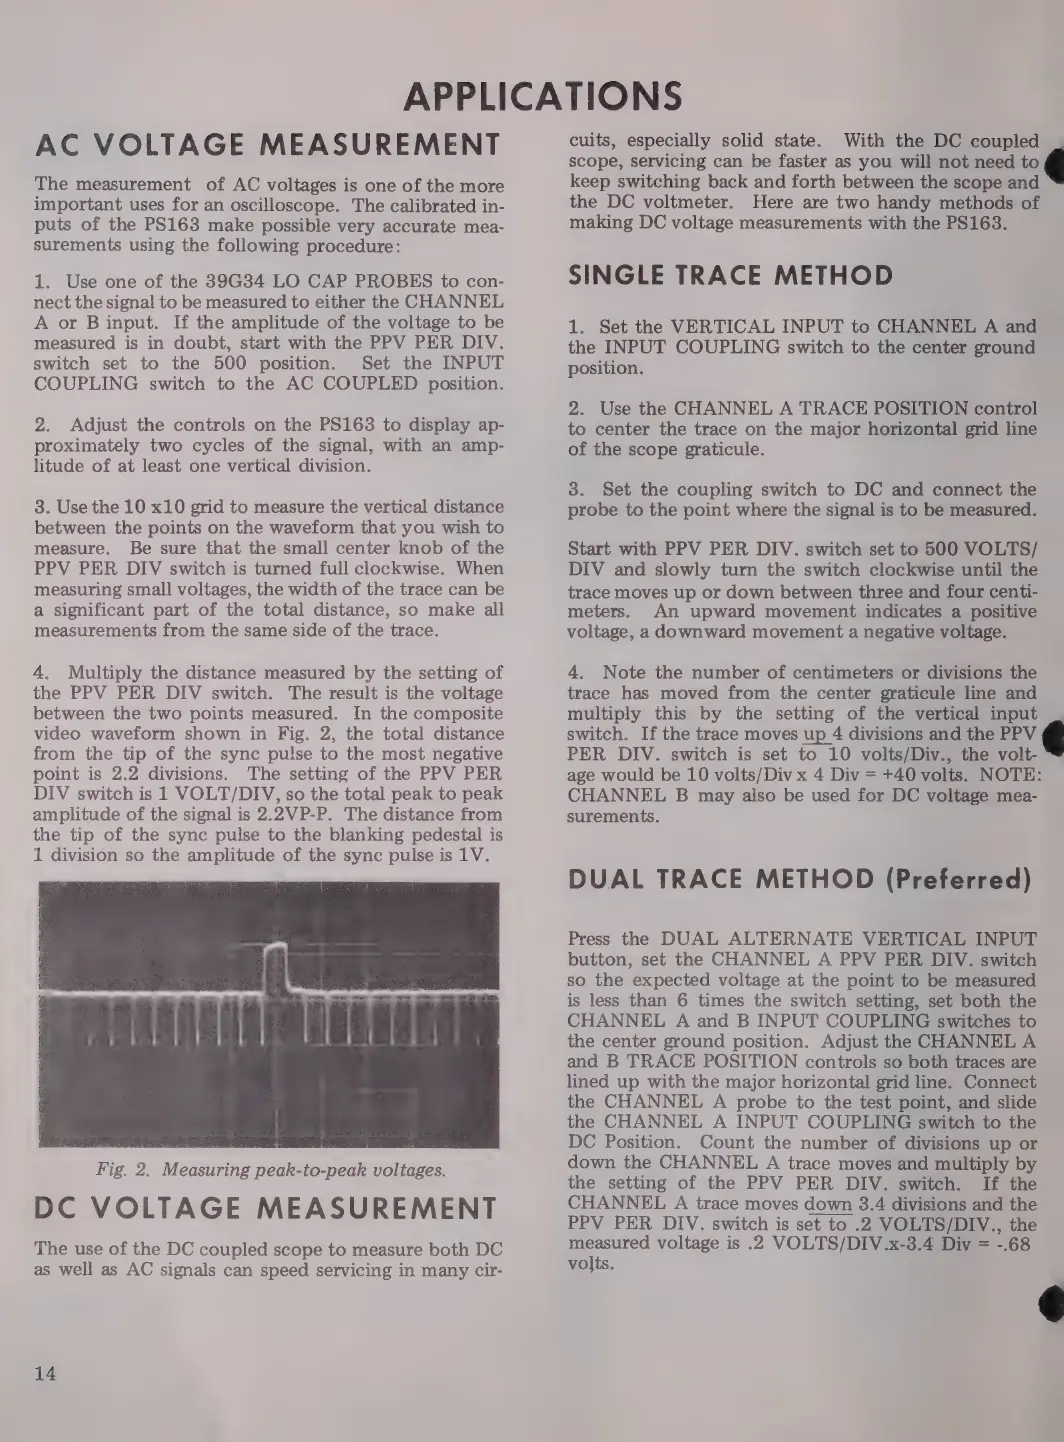 APPLICATIONS
AC VOLTAGE MEASUREMENT
The measurement of AC voltages is one of the more
important uses for an oscilloscope. The calibrated in-
puts of the PS163 make possible very accurate mea-
surements using the following procedure:
1. Use one of the 39G34 LO CAP PROBES to con-
nect the signal to be measured to either the CHANNEL
A or B input. If the amplitude of the voltage to be
measured is in doubt, start with the PPV PER DIV.
switch set to the 500 position. Set the INPUT
COUPLING switch to the AC COUPLED position.
2. Adjust the controls on the PS163 to display ap-
proximately two cycles of the signal, with an amp-
litude of at least one vertical division.
3. Use the 10 x10 grid to measure the vertical distance
between the points on the waveform that you wish to
measure. Be sure that the small center knob of the
PPV PER DIV switch is turned full clockwise. When
measuring small voltages, the width of the trace can be
a significant part of the total distance, so make all
measurements from the same side of the trace.
4. Multiply the distance measured by the setting of
the PPV PER DIV switch. The result is the voltage
between the two points measured. In the composite
video waveform shown in Fig. 2, the total distance
from the tip of the sync pulse to the most negative
point is 2.2 divisions. The setting of the PPV PER
DIV switch is 1 VOLT/DIV, so the total peak to peak
amplitude of the signal is 2.2VP-P. The distance from
the tip of the sync pulse to the blanking pedestal is
1 division so the amplitude of the sync pulse is 1V.
Fig. 2. Measuring peak-to-peak voltages.
DC VOLTAGE MEASUREMENT
The use of the DC coupled scope to measure both DC
as well as AC signals can speed servicing in many cir-
cuits, especially solid state. With the DC coupled
scope, servicing can be faster as you will not need to
keep switching back and forth between the scope and
the DC voltmeter. Here are two handy methods of
making DC voltage measurements with the PS163.
SINGLE TRACE METHOD
1. Set the VERTICAL INPUT to CHANNEL A and
the INPUT COUPLING switch to the center ground
position.
2. Use the CHANNEL A TRACE POSITION control
to center the trace on the major horizontal grid line
of the scope graticule.
3. Set the coupling switch to DC and connect the
probe to the point where the signal is to be measured.
Start with PPV PER DIV. switch set to 500 VOLTS/
DIV and slowly turn the switch clockwise until the
trace moves up or down between three and four centi-
meters. An upward movement indicates a positive
voltage, a downward movement a negative voltage.
4. Note the number of centimeters or divisions the
trace has moved from the center graticule line and
multiply this by the setting of the vertical input
switch. If the trace moves up 4 divisions and the PPV
PER DIV. switch is set to 10 volts/Div., the volt-
age would be 10 volts/Div x 4 Div = +40 volts. NOTE:
CHANNEL B may also be used for DC voltage mea-
surements.
DUAL TRACE METHOD (Preferred)
Press the DUAL ALTERNATE VERTICAL INPUT
button, set the CHANNEL A PPV PER DIV. switch
so the expected voltage at the point to be measured
is less than 6 times the switch setting, set both the
CHANNEL A and B INPUT COUPLING switches to
the center ground position. Adjust the CHANNEL A
and B TRACE POSITION controls so both traces are
lined up with the major horizontal grid line. Connect
the CHANNEL A probe to the test point, and slide
the CHANNEL A INPUT COUPLING switch to the
DC Position. Count the number of divisions up or
down the CHANNEL A trace moves and multiply by
the setting of the PPV PER DIV. switch. If the
CHANNEL A trace moves down 3.4 divisions and the
PPV PER DIV. switch is set to .2 VOLTS/DIV., the
measured voltage is .2 VOLTS/DIV.x-3.4 Div = -.68
volts.
14